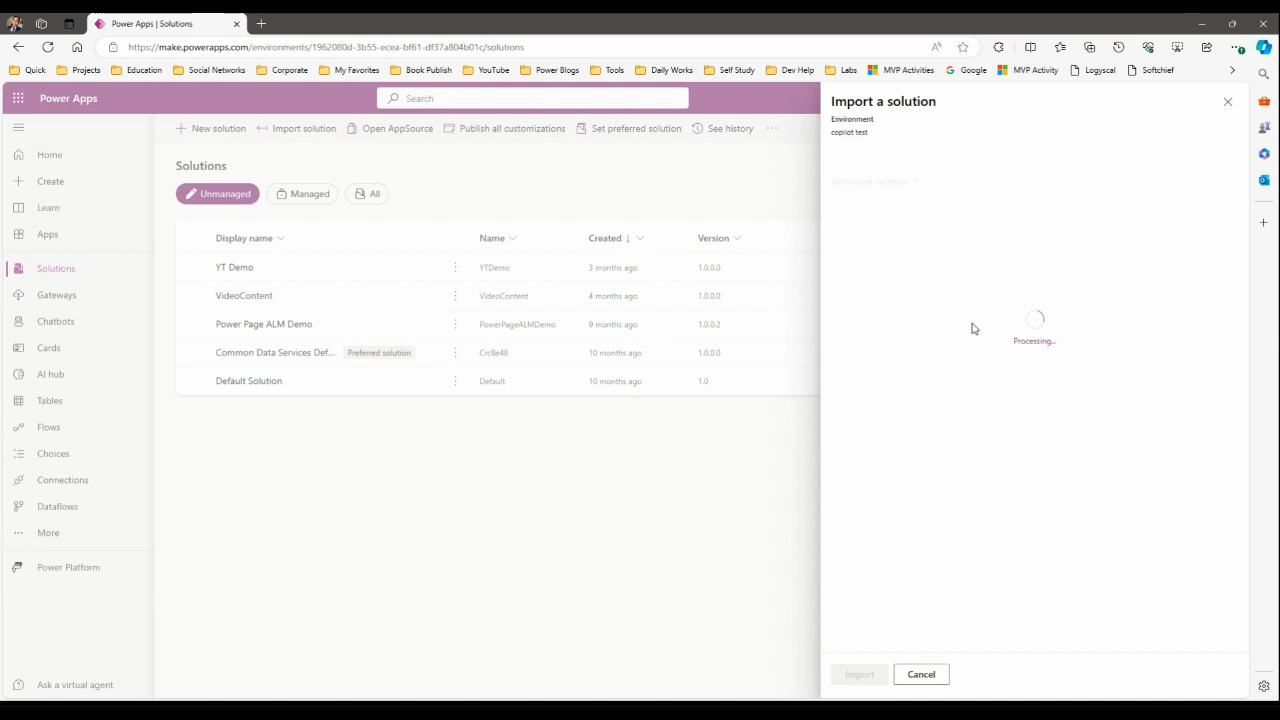 Power Apps | Solutions
https://make.powerapps.com/environments/1962080d-3b55-ecea-bf61-df37a804b01c/solutions
Quick Projects Education Social Networks Corporate My Favorites Book Publish YouTube Power Blogs Tools Daily Works Self Study Dev Help Labs MVP Activities Google MVP Activity Logyscal Softchief
Power Apps Search
New solution Import solution Open AppSource Publish all customizations Set preferred solution See history ...
Home
Create
Learn
Apps
Solutions
Gateways
Chatbots
Cards
AI hub
Tables
Flows
Choices
Connections
Dataflows
More
Power Platform
Ask a virtual agent
Solutions
Unmanaged Managed All
Display name Name Created Version
YT Demo YTDemo 3 months ago 1.0.0.0
VideoContent VideoContent 4 months ago 1.0.0.0
Power Page ALM Demo PowerPageALMDemo 9 months ago 1.0.0.2
Common Data Services Def... Preferred solution Crc8e48 10 months ago 1.0.0.0
Default Solution Default 10 months ago 1.0
Import a solution
Environment
copilot test
Advanced settings
Processing...
Import Cancel